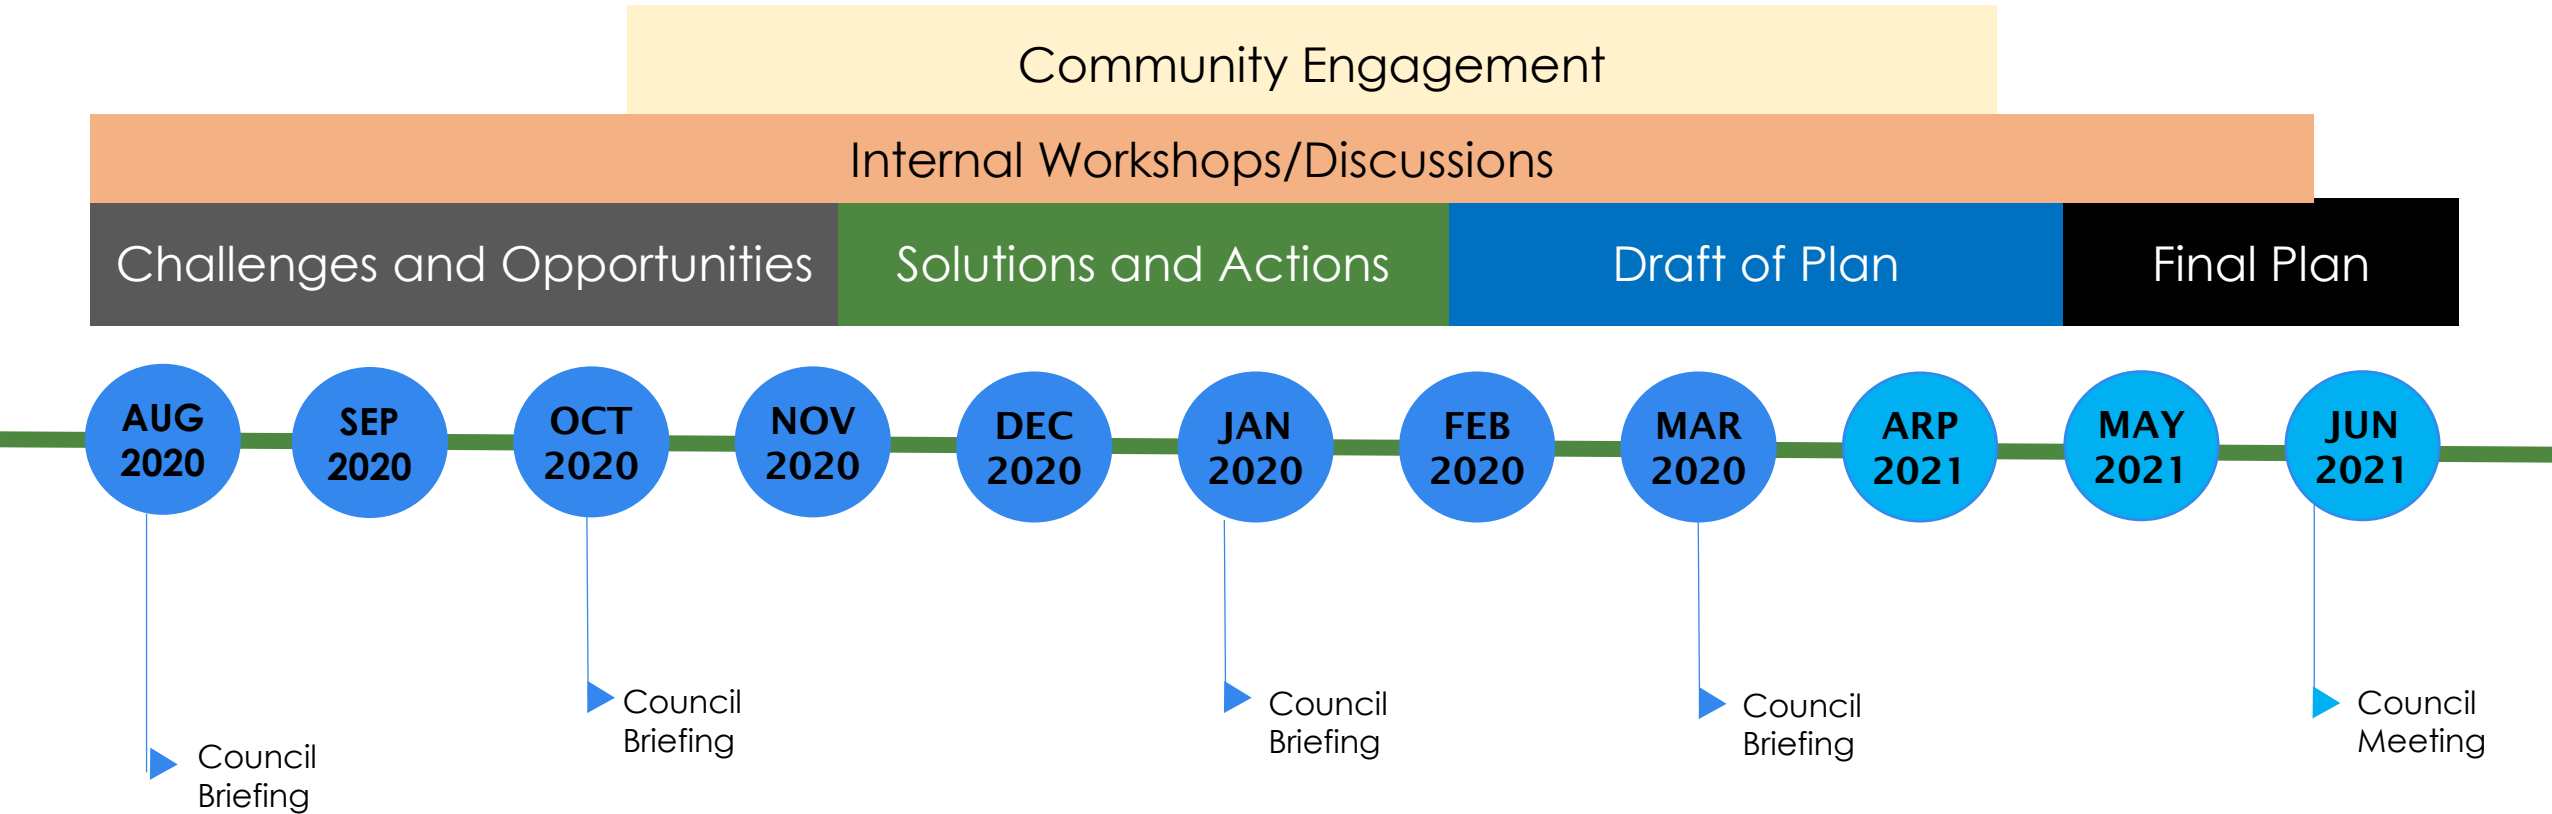 Community Engagement
Internal Workshops/Discussions
Challenges and Opportunities
Solutions and Actions
Draft of Plan
Final Plan
AUG
2020
SEP
2020
OCT
2020
NOV
2020
DEC
2020
JAN
2020
FEB
2020
MAR
2020
ARP
2021
MAY
2021
JUN
2021
Council
Briefing
Council
Briefing
Council
Briefing
Council
Briefing
Council
Meeting